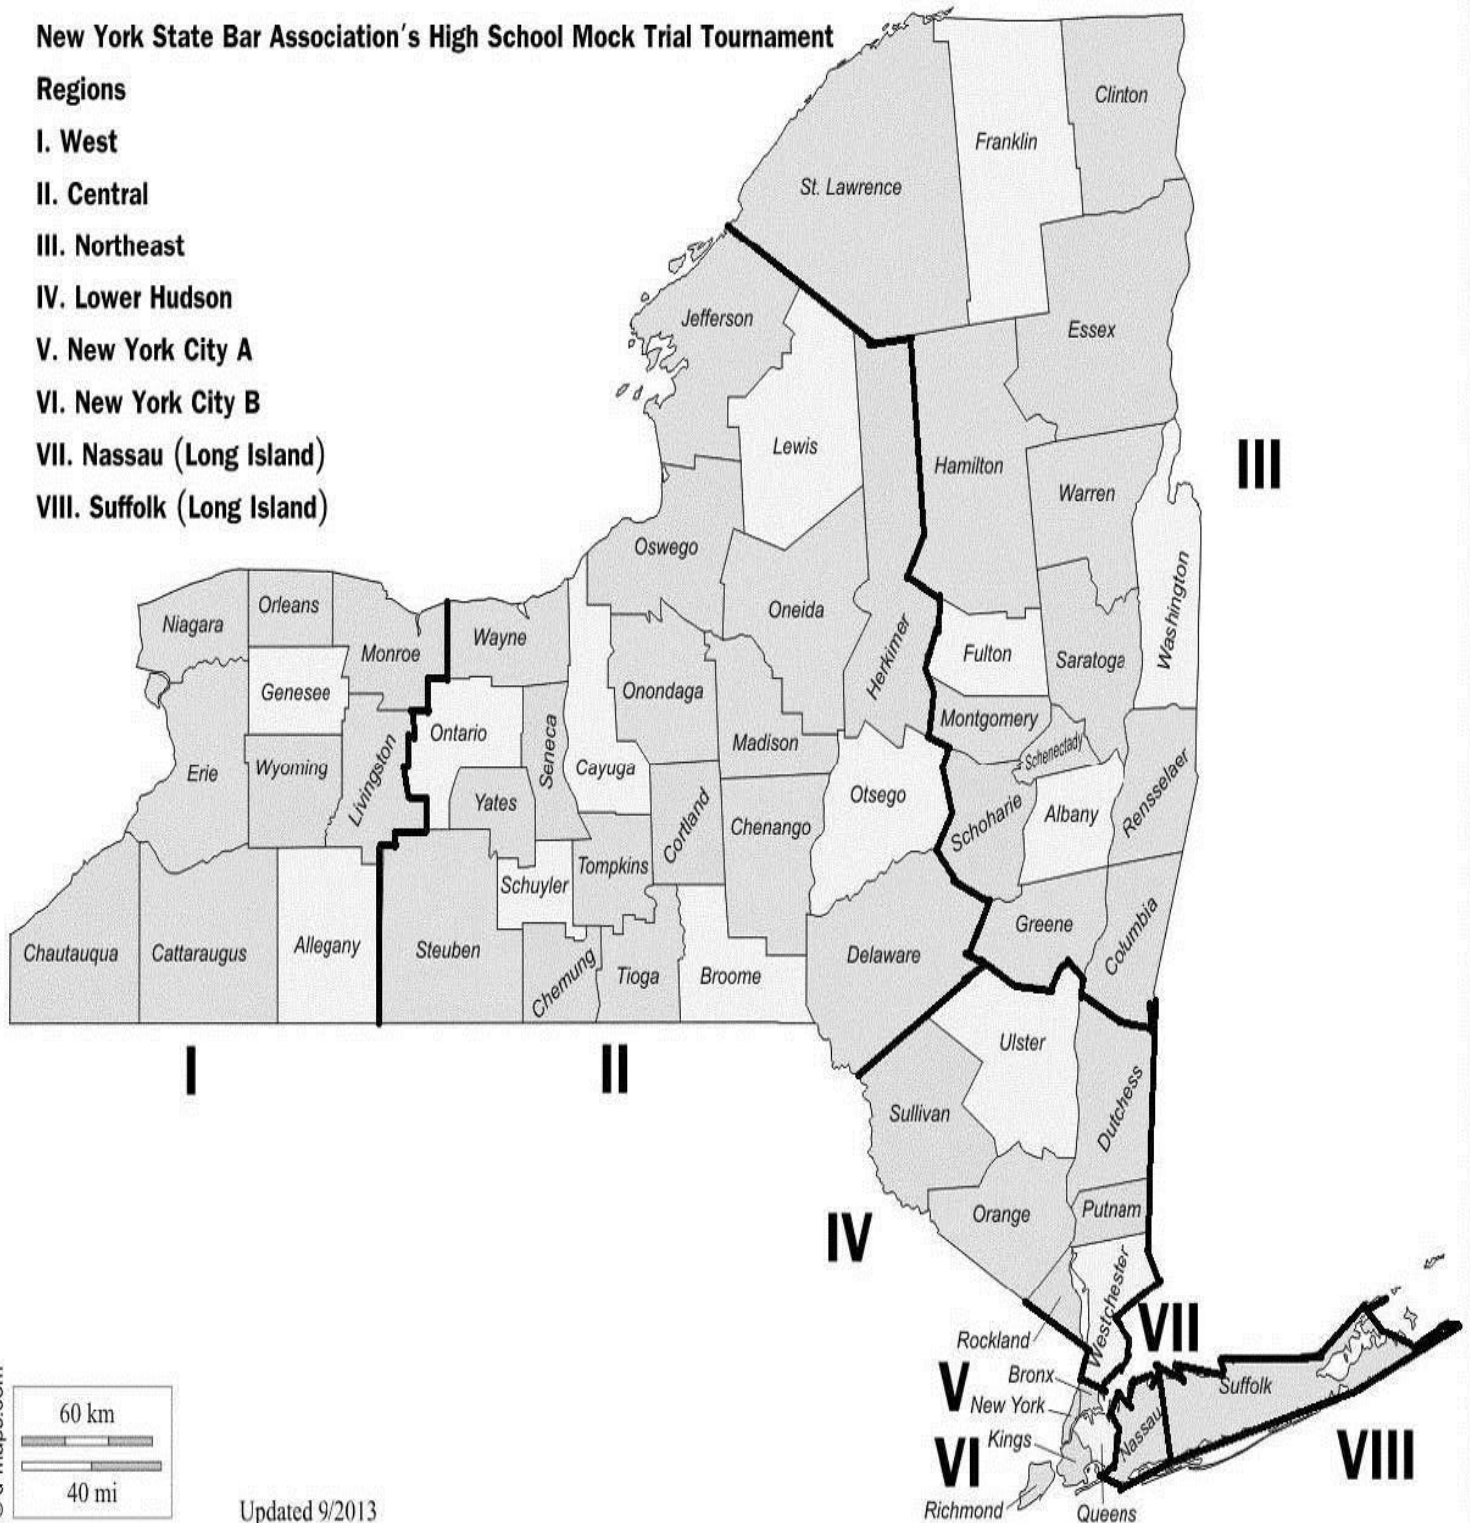 New York State Bar Association's High School Mock Trial Tournament
Regions
I. West
II. Central
III. Northeast
IV. Lower Hudson
V. New York City A
VI. New York City B
VII. Nassau (Long Island)
VIII. Suffolk (Long Island)
Clinton
Franklin
St. Lawrence
Jefferson
Essex
Lewis
Hamilton
III
Warren
Oswego
Washington
Niagara
Orleans
Monroe
Wayne
Oneida
Herkimer
Fulton
Saratoga
Genesee
Onondaga
Montgomery
Ontario
Seneca
Madison
Schenectady
Erie
Wyoming
Livingston
Yates
Cayuga
Cortland
Chenango
Otsego
Schoharie
Albany
Rensselaer
Schuyler
Tompkins
Chautauqua
Cattaraugus
Allegany
Steuben
Chemung
Tioga
Broome
Delaware
Greene
Columbia
I
II
Ulster
Sullivan
Dutchess
IV
Orange
Putnam
Westchester
VII
Rockland
V
Bronx
New York
Suffolk
Nassau
VI
Kings
VIII
Richmond
Queens
60 km
40 mi
Updated 9/2013